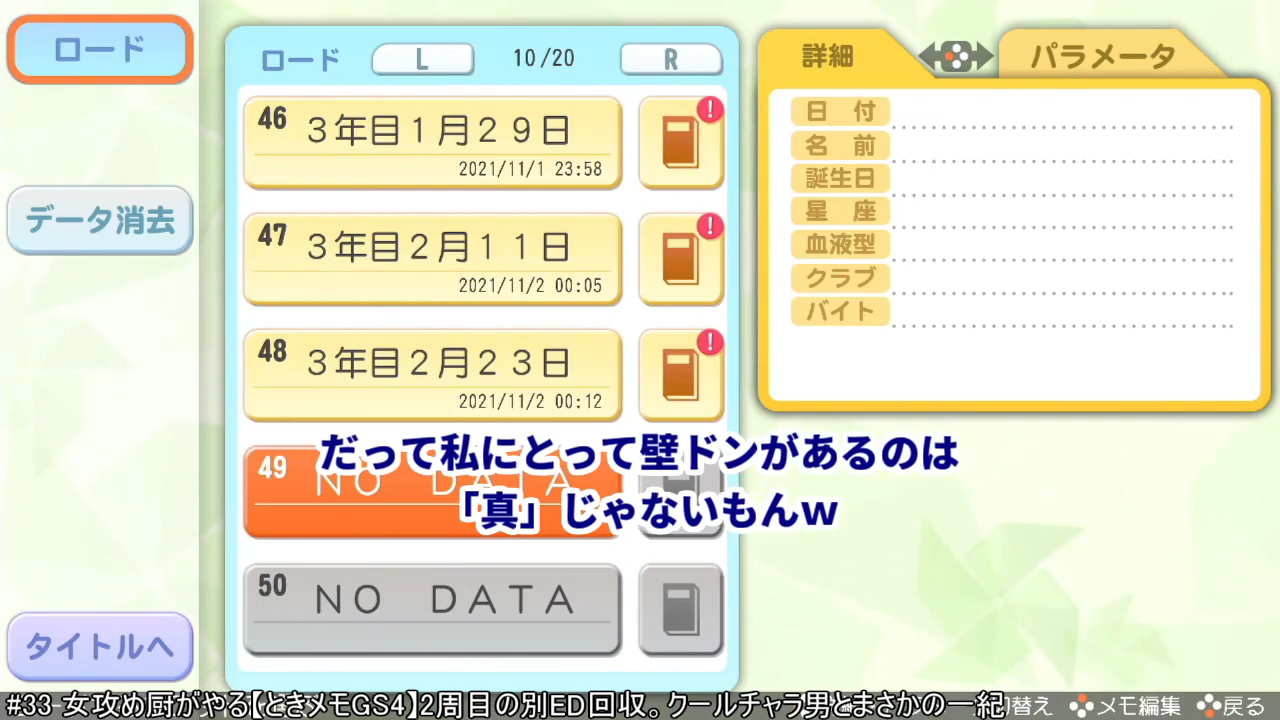 ロード
データ消去
タイトルへ
ロード
L
10/20
R
46
3年目1月29日
2021/11/1 23:58
!
47
3年目2月11日
2021/11/2 00:05
!
48
3年目2月23日
2021/11/2 00:12
!
49
NO DATA
50
NO DATA
詳細
パラメータ
日 付
名 前
誕生日
星 座
血液型
クラブ
バイト
だって私にとって壁ドンがあるのは
「真」じゃないもんw
#33-女攻め厨がやる【ときメモGS4】2周目の別ED回収。クールチャラ男とまさかの一紀
替え
メモ編集
戻る